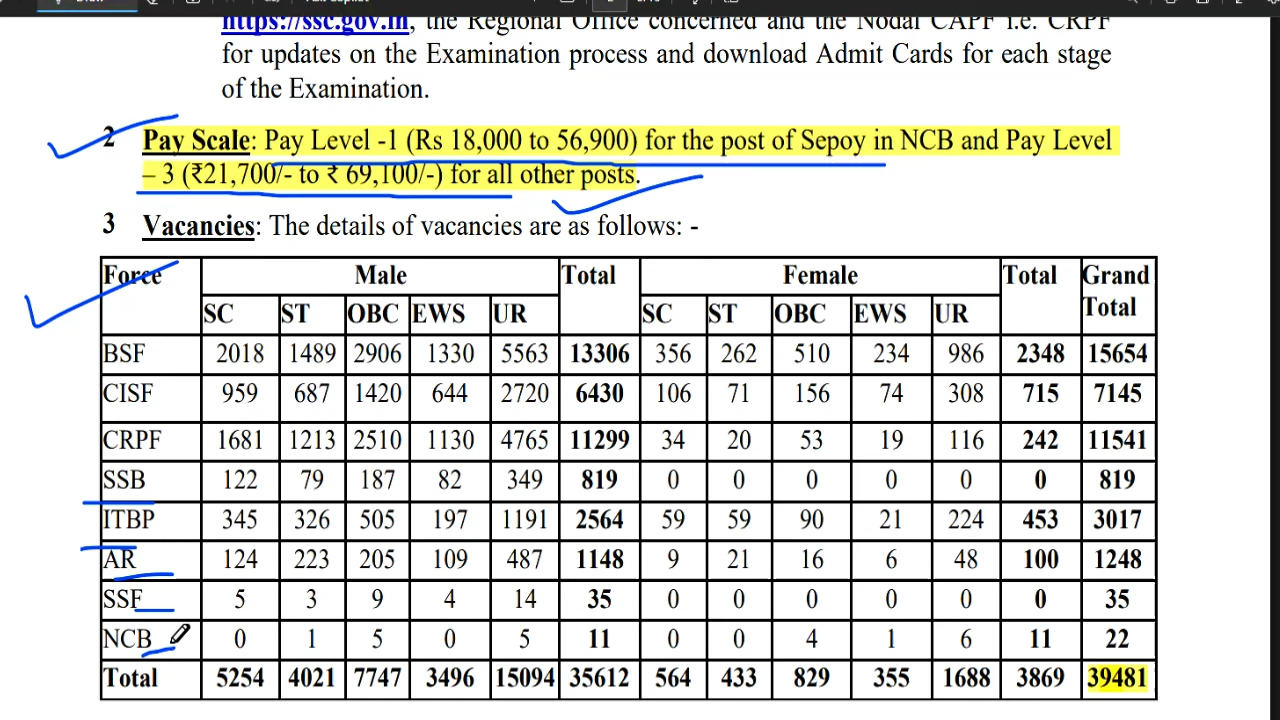 https://ssc.gov.in, the Regional Office concerned and the Nodal CAPF i.e. CRPF
for updates on the Examination process and download Admit Cards for each stage
of the Examination.
2 Pay Scale: Pay Level -1 (Rs 18,000 to 56,900) for the post of Sepoy in NCB and Pay Level
– 3 (₹21,700/- to ₹ 69,100/-) for all other posts.
3 Vacancies: The details of vacancies are as follows: -
Force Male Total Female Total Grand Total
SC ST OBC EWS UR SC ST OBC EWS UR
BSF 2018 1489 2906 1330 5563 13306 356 262 510 234 986 2348 15654
CISF 959 687 1420 644 2720 6430 106 71 156 74 308 715 7145
CRPF 1681 1213 2510 1130 4765 11299 34 20 53 19 116 242 11541
SSB 122 79 187 82 349 819 0 0 0 0 0 0 819
ITBP 345 326 505 197 1191 2564 59 59 90 21 224 453 3017
AR 124 223 205 109 487 1148 9 21 16 6 48 100 1248
SSF 5 3 9 4 14 35 0 0 0 0 0 0 35
NCB 0 1 5 0 5 11 0 0 4 1 6 11 22
Total 5254 4021 7747 3496 15094 35612 564 433 829 355 1688 3869 39481